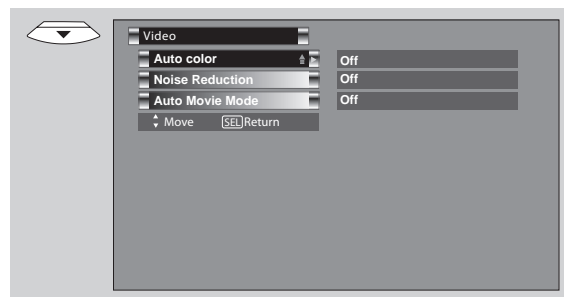 Video
Auto color Off
Noise Reduction Off
Auto Movie Mode Off
Move SEL Return